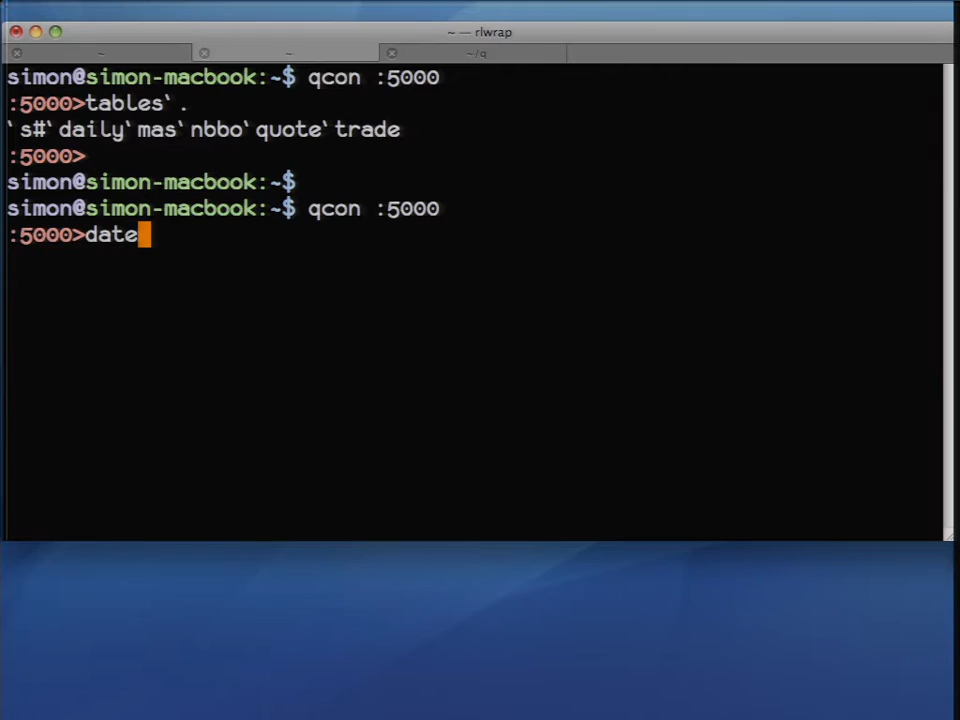 ~ — rlwrap
~ ~ ~/q
simon@simon-macbook:~$ qcon :5000
:5000>tables`.
`s#`daily`mas`nbbo`quote`trade
:5000>
simon@simon-macbook:~$
simon@simon-macbook:~$ qcon :5000
:5000>date